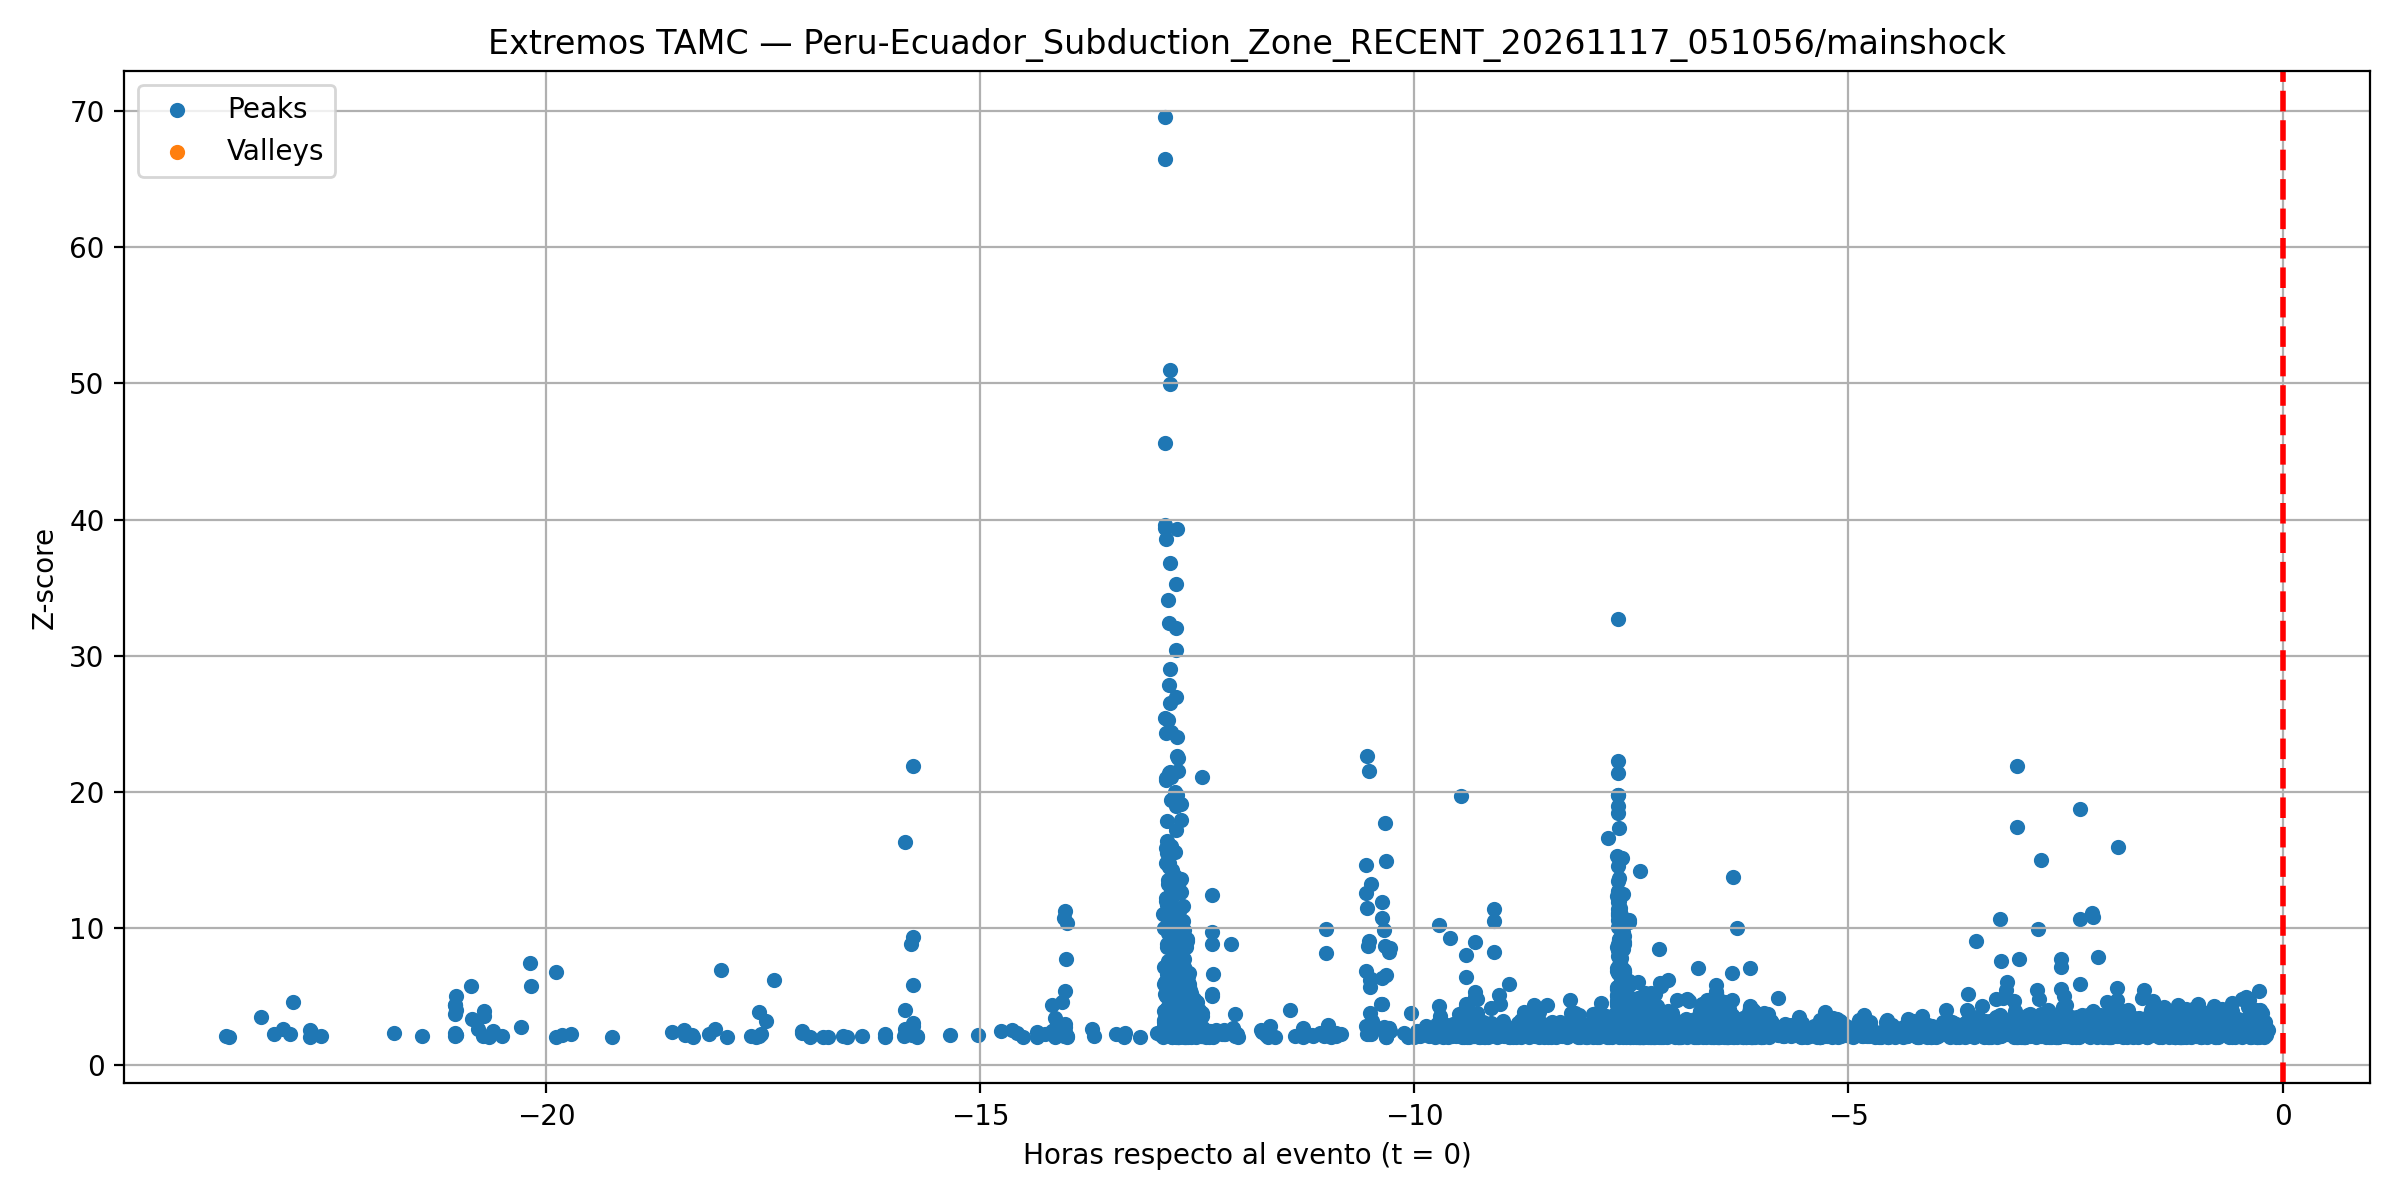 Extremos TAMC — Peru-Ecuador_Subduction_Zone_RECENT_20261117_051056/mainshock
Peaks
Valleys
70
60
50
40
30
20
10
0
Z-score
−20
−15
−10
−5
0
Horas respecto al evento (t = 0)